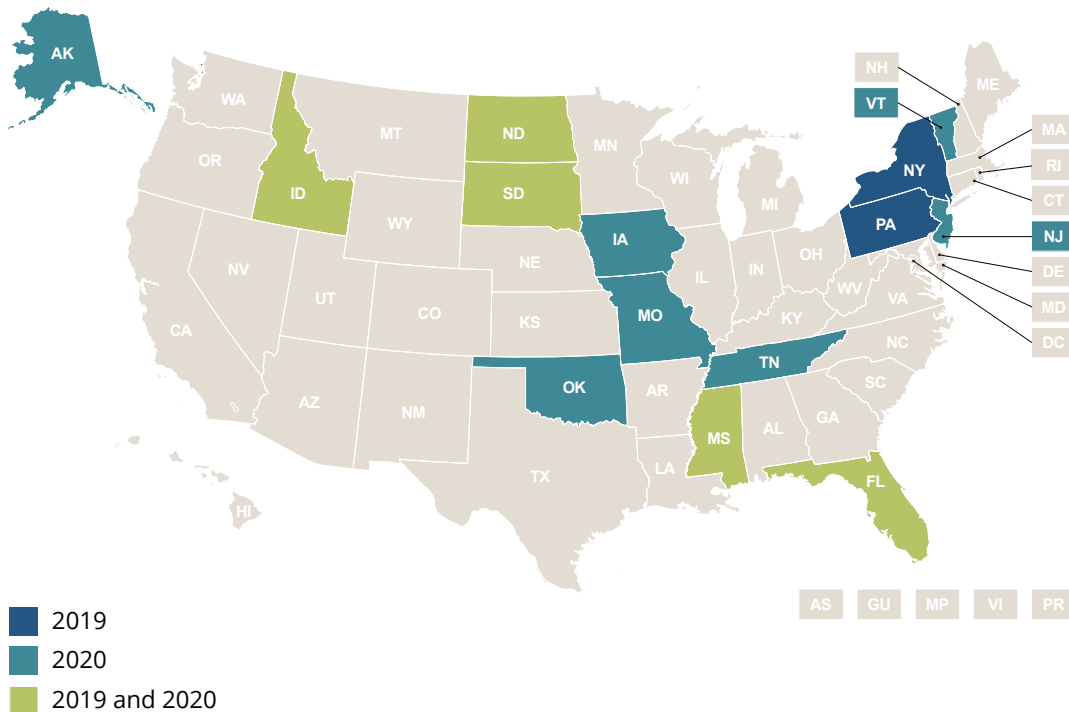 AK
WA
MT
ND
MN
ME
NH
VT
MA
RI
CT
NJ
DE
MD
DC
OR
ID
SD
WI
MI
NY
PA
WY
IA
NE
NV
UT
CO
KS
MO
IL
IN
OH
WV
VA
KY
NC
CA
AZ
NM
OK
AR
TN
SC
MS
AL
GA
TX
LA
FL
HI
AS
GU
MP
VI
PR
2019
2020
2019 and 2020